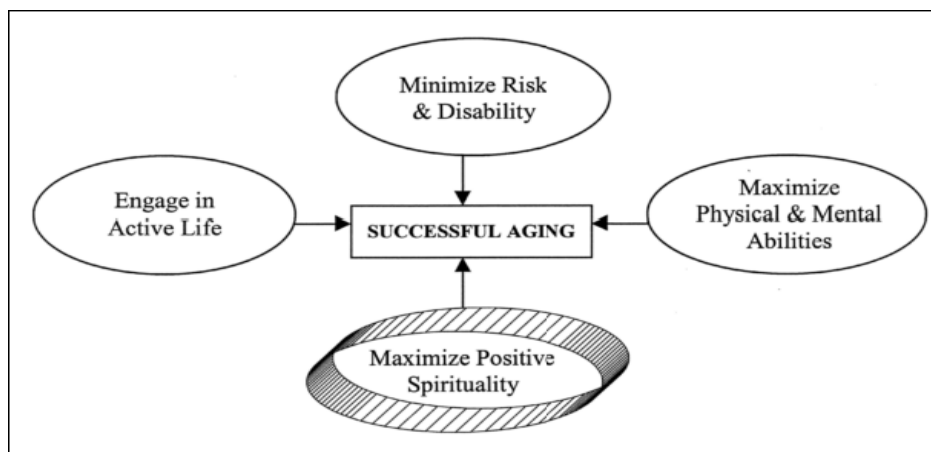 Minimize Risk
& Disability
Engage in
Active Life
SUCCESSFUL AGING
Maximize
Physical & Mental
Abilities
Maximize Positive
Spirituality